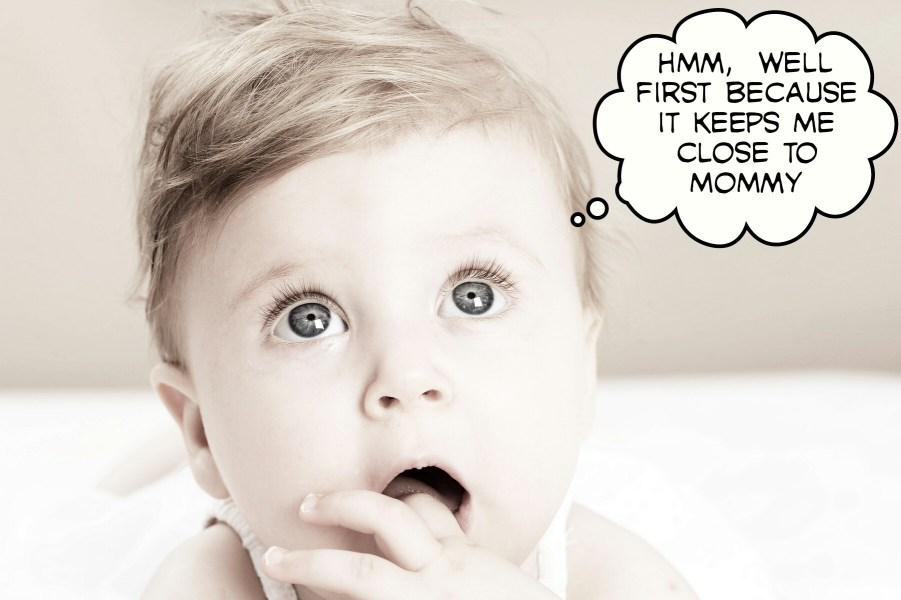 HMM, WELL
FIRST BECAUSE
IT KEEPS ME
CLOSE TO
MOMMY